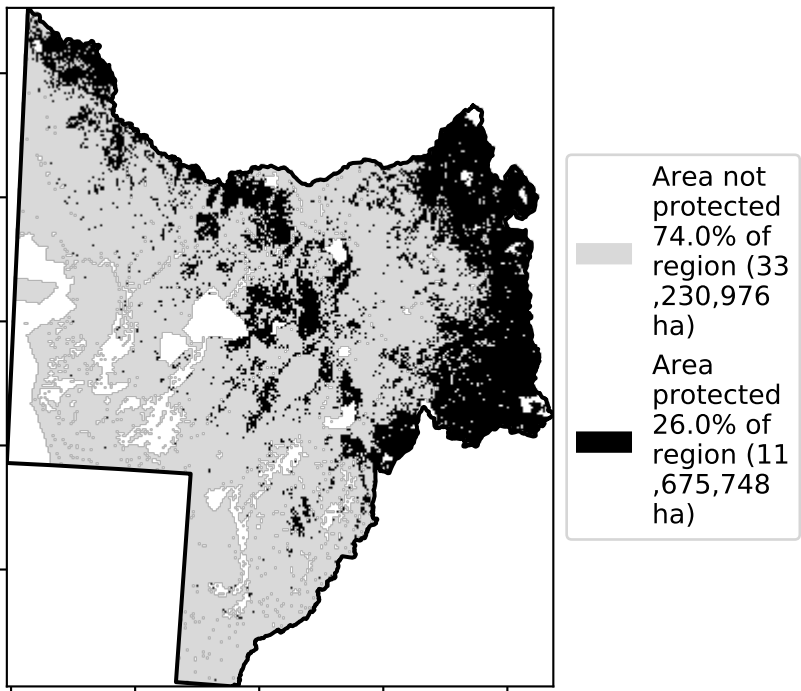 Area not
protected
74.0% of
region (33
,230,976
ha)
Area
protected
26.0% of
region (11
,675,748
ha)